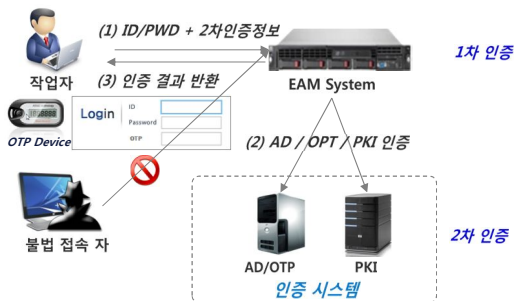 (1) ID/PWD + 2차인증정보
1차 인증
작업자
(3) 인증 결과 반환
EAM System
Login
ID
Password
OTP
OTP Device
(2) AD / OPT / PKI 인증
불법 접속 자
2차 인증
AD/OTP
PKI
인증 시스템